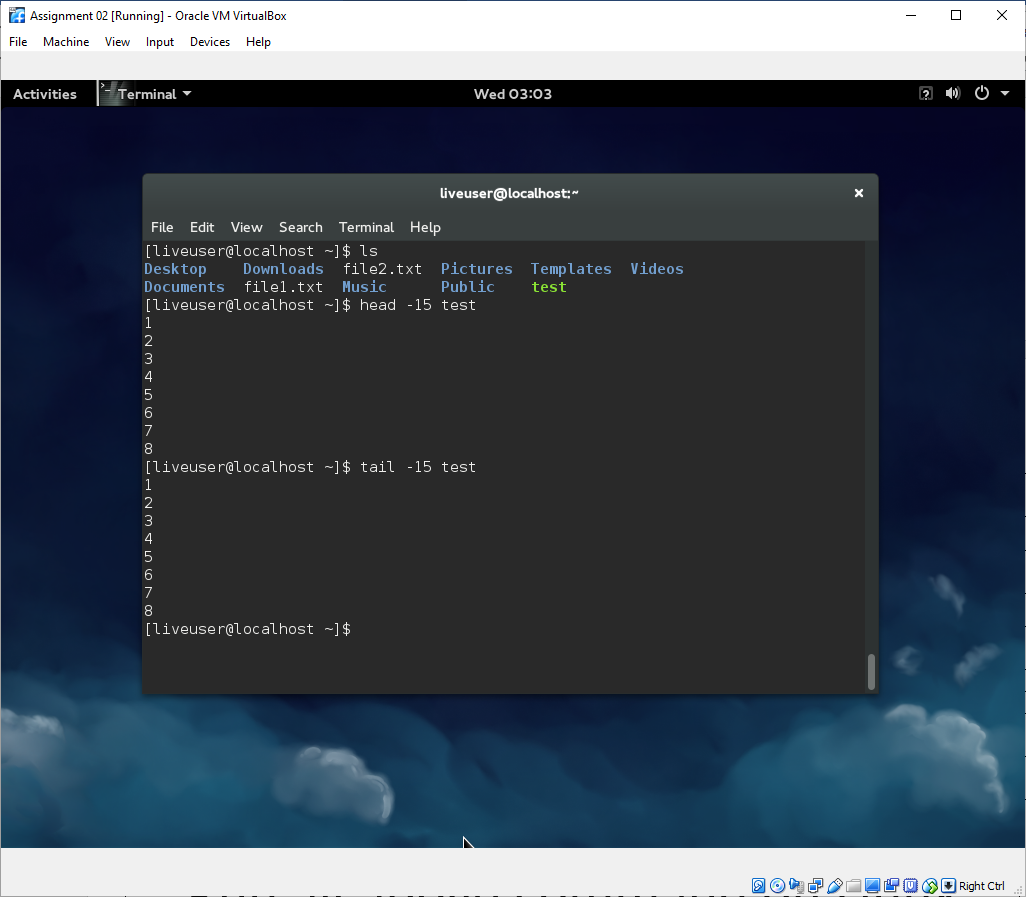 Assignment 02 [Running] - Oracle VM VirtualBox
File Machine View Input Devices Help
Activities Terminal Wed 03:03
liveuser@localhost:~
File Edit View Search Terminal Help
[liveuser@localhost ~]$ ls
Desktop Downloads file2.txt Pictures Templates Videos
Documents file1.txt Music Public test
[liveuser@localhost ~]$ head -15 test
1
2
3
4
5
6
7
8
[liveuser@localhost ~]$ tail -15 test
1
2
3
4
5
6
7
8
[liveuser@localhost ~]$
Right Ctrl